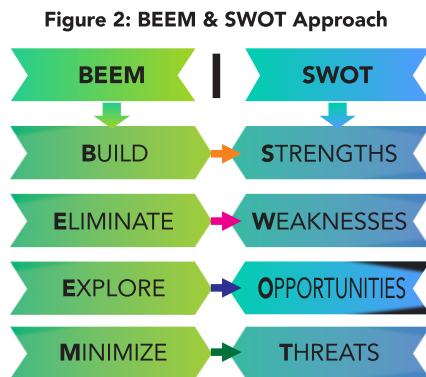 Figure 2: BEEM & SWOT Approach
BEEM | SWOT
BUILD STRENGTHS
ELIMINATE WEAKNESSES
EXPLORE OPPORTUNITIES
MINIMIZE THREATS